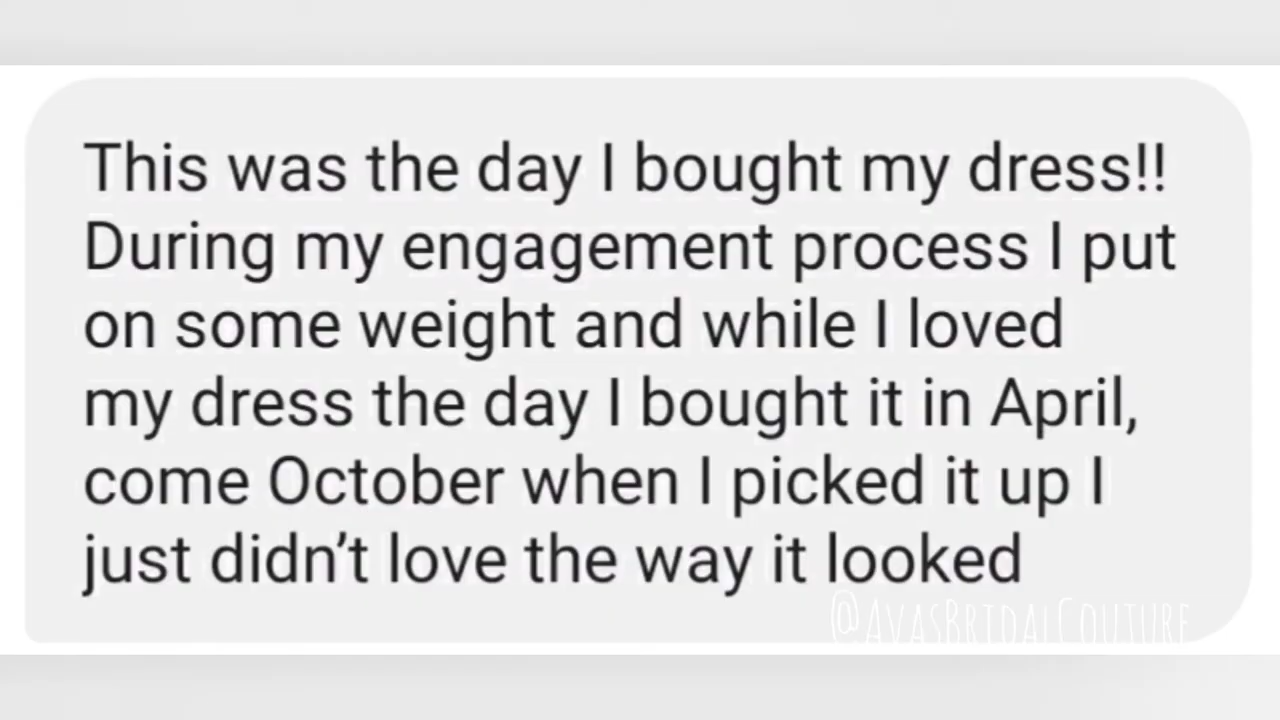 This was the day I bought my dress!!
During my engagement process I put
on some weight and while I loved
my dress the day I bought it in April,
come October when I picked it up I
just didn’t love the way it looked
@AvasBridalCouture